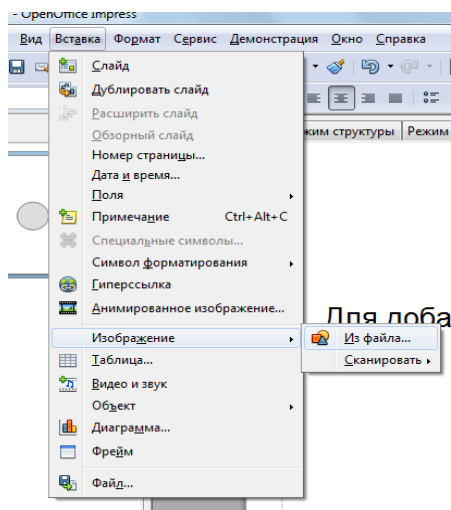 - OpenOffice Impress
Вид Вставка Формат Сервис Демонстрация Окно Справка
Слайд
Дублировать слайд
Расширить слайд
Обзорный слайд
жим структуры Режим
Номер страницы...
Дата и время...
Поля
Примечание Ctrl+Alt+C
Специальные символы...
Символ форматирования
Гиперссылка
Анимированное изображение...
Для доба
Изображение
Из файла...
Таблица...
Сканировать
Видео и звук
Объект
Диаграмма...
Фрейм
Файл...